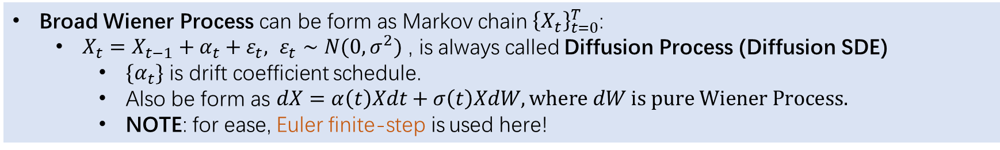 • Broad Wiener Process can be form as Markov chain $\{X_t\}_{t=0}^{T}$:
• $X_t = X_{t-1} + \alpha_t + \varepsilon_t,\ \varepsilon_t \sim N(0, \sigma^2)$ , is always called Diffusion Process (Diffusion SDE)
• $\{\alpha_t\}$ is drift coefficient schedule.
• Also be form as $dX = \alpha(t)Xdt + \sigma(t)XdW$, where $dW$ is pure Wiener Process.
• NOTE: for ease, Euler finite-step is used here!